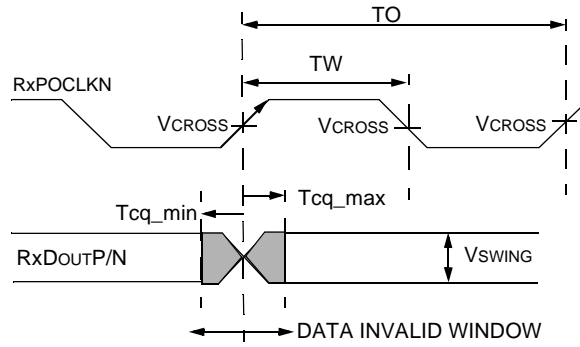 TO
TW
RxPOCLKN
VCROSS
VCROSS
VCROSS
Tcq_min
Tcq_max
RxDOUTP/N
VSWING
DATA INVALID WINDOW